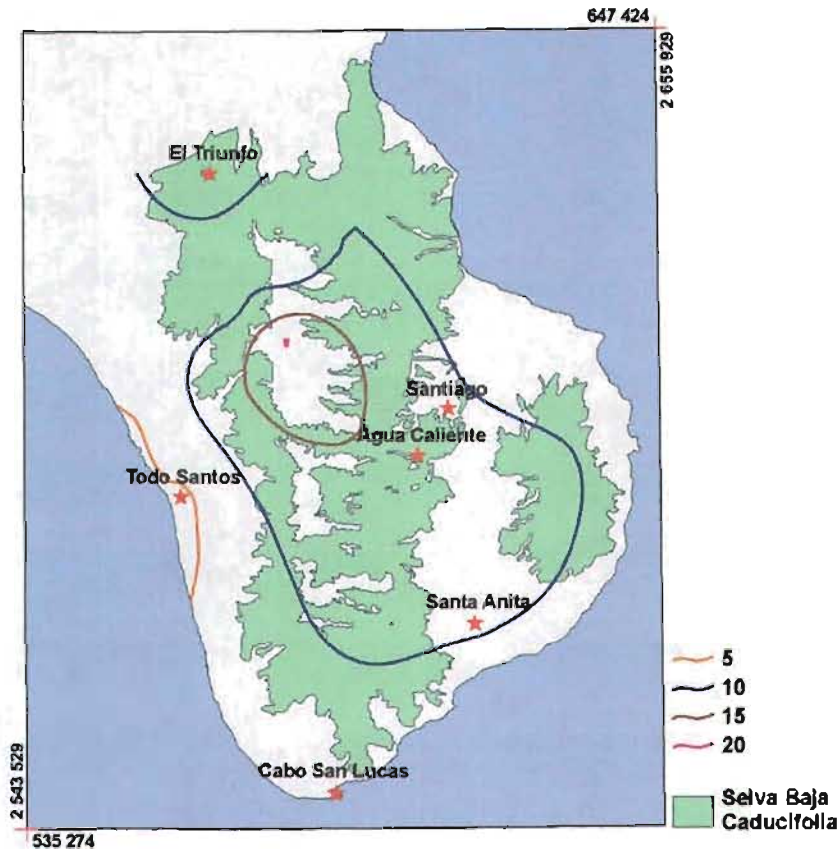 647 424
2 655 929
El Triunfo
Santiago
Agua Caliente
Todo Santos
Santa Anita
5
10
15
20
Cabo San Lucas
Selva Baja
Caducifolia
2 543 529
535 274